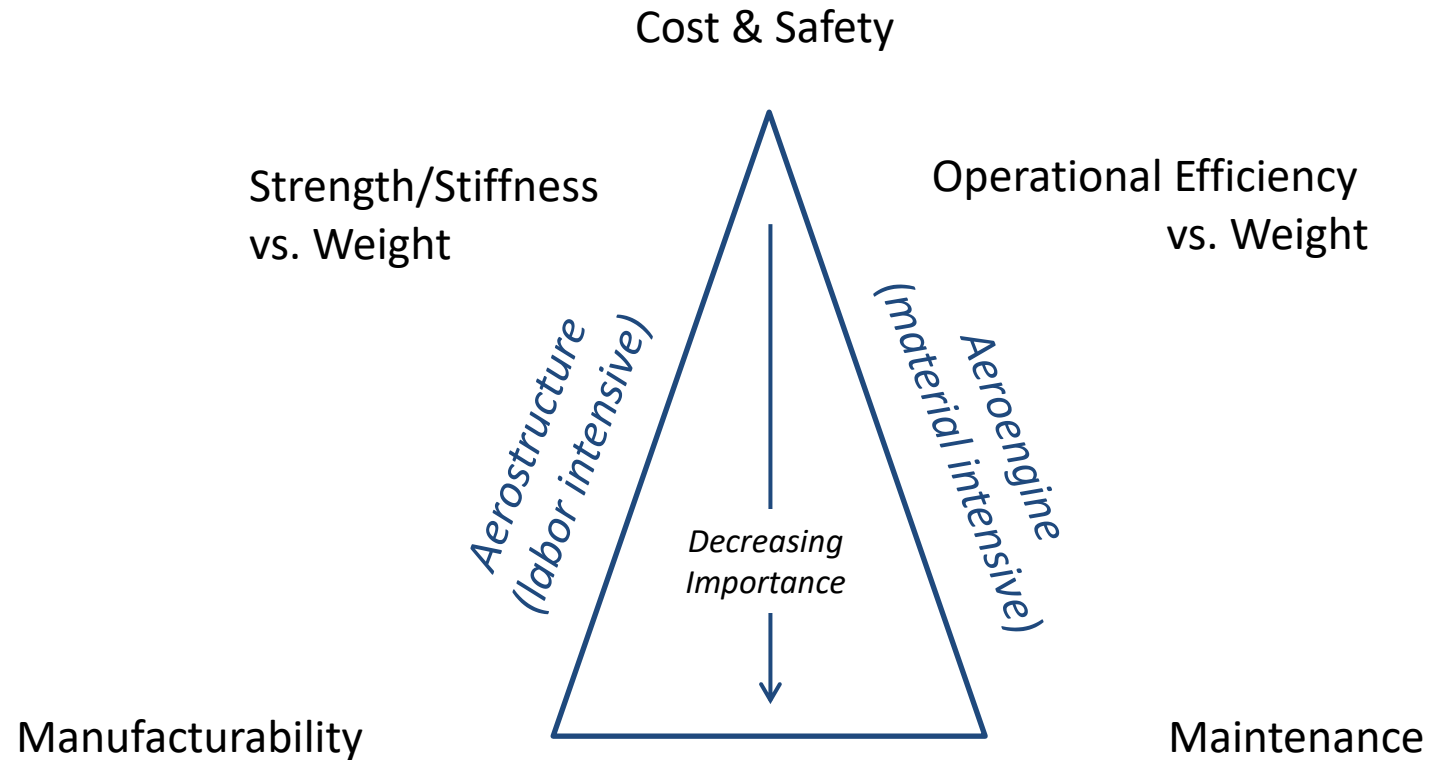 Cost & Safety
Strength/Stiffness
vs. Weight
Operational Efficiency
vs. Weight
Aerostructure
(labor intensive)
Aeroengine
(material intensive)
Decreasing
Importance
Manufacturability
Maintenance